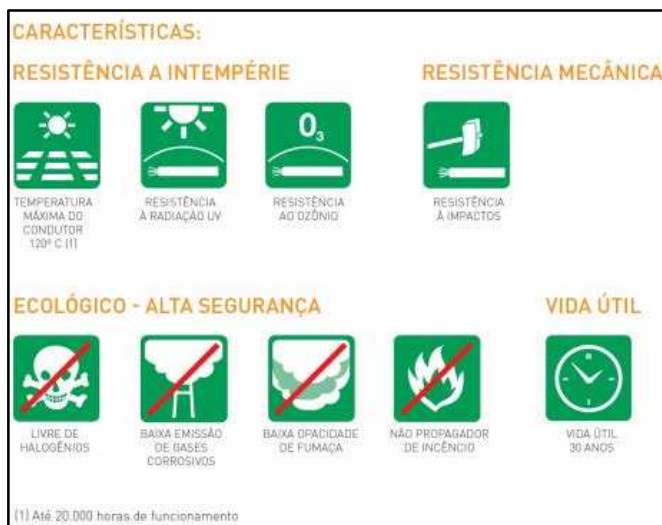 CARACTERÍSTICAS:
RESISTÊNCIA A INTEMPÉRIE
RESISTÊNCIA MECÂNICA
O₃
TEMPERATURA
MÁXIMA DO
CONDUTOR
120º C (1)
RESISTÊNCIA
À RADIAÇÃO UV
RESISTÊNCIA
AO OZÔNIO
RESISTÊNCIA
À IMPACTOS
ECOLÓGICO - ALTA SEGURANÇA
VIDA ÚTIL
LIVRE DE
HALOGÊNIOS
BAIXA EMISSÃO
DE GASES
CORROSIVOS
BAIXA OPACIDADE
DE FUMAÇA
NÃO PROPAGADOR
DE INCÊNCIO
VIDA ÚTIL
30 ANOS
(1) Até 20.000 horas de funcionamento